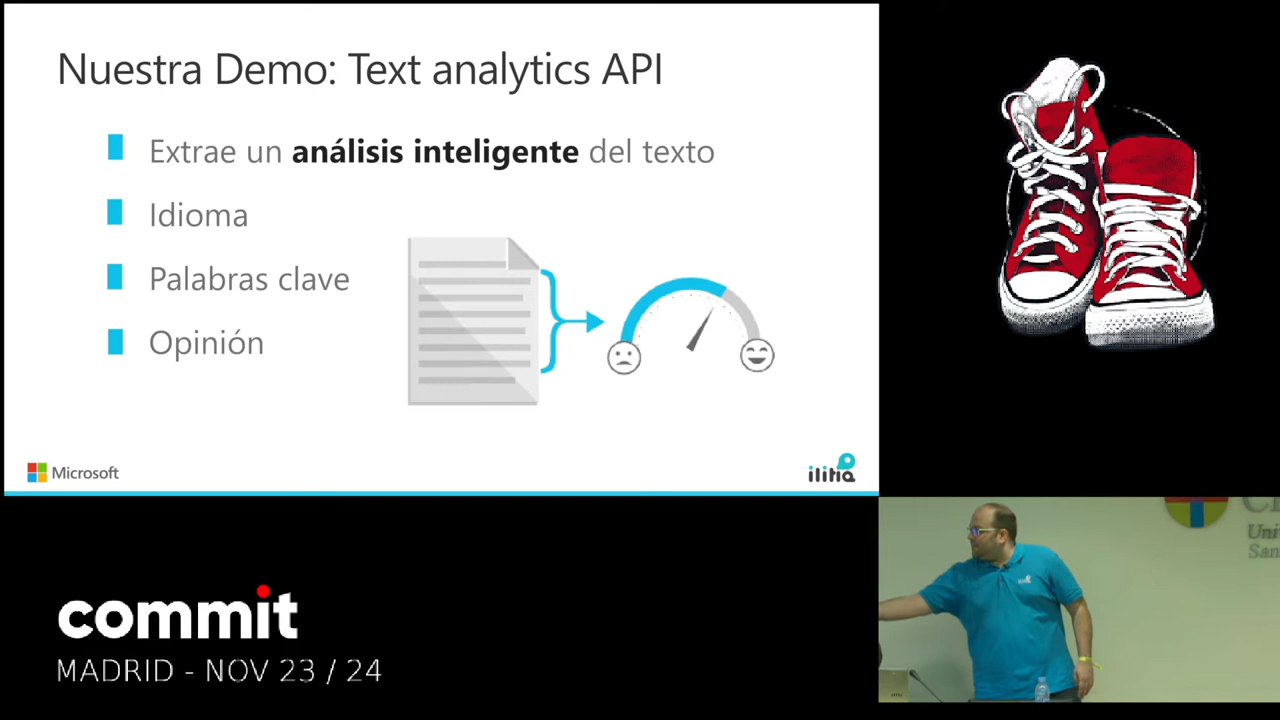 Nuestra Demo: Text analytics API
Extrae un análisis inteligente del texto
Idioma
Palabras clave
Opinión
Microsoft
ilitia
commit
MADRID - NOV 23 / 24